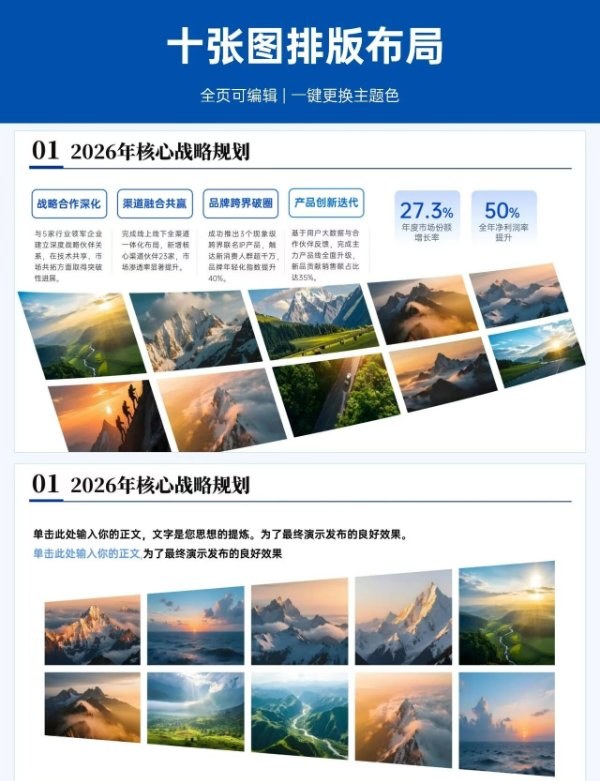 十张图排版布局
全页可编辑 | 一键更换主题色
01 2026年核心战略规划
战略合作深化
与5家行业领军企业
建立深度战略伙伴关
系，在技术共享，市
场共拓方面取得突破
性进展。
渠道融合共赢
完成线上线下全渠道
一体化布局，新增核
心渠道伙伴23家，市
场渗透率显著提升。
品牌跨界破圈
成功推出3个现象级
跨界联名IP产品，触
达新消费人群超千万，
品牌年轻化指数提升
40%。
产品创新迭代
基于用户大数据与合
作伙伴反馈，完成主
力产品线全面升级，
新品贡献销售额占比
达35%。
27.3%
年度市场份额
增长率
50%
全年净利润率
提升
01 2026年核心战略规划
单击此处输入你的正文，文字是您思想的提炼。为了最终演示发布的良好效果。
单击此处输入你的正文,为了最终演示发布的良好效果